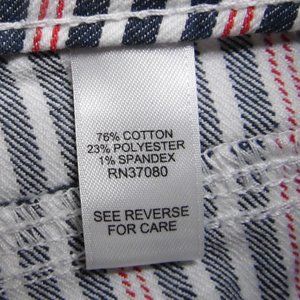 76% COTTON
23% POLYESTER
1% SPANDEX
RN37080
SEE REVERSE
FOR CARE